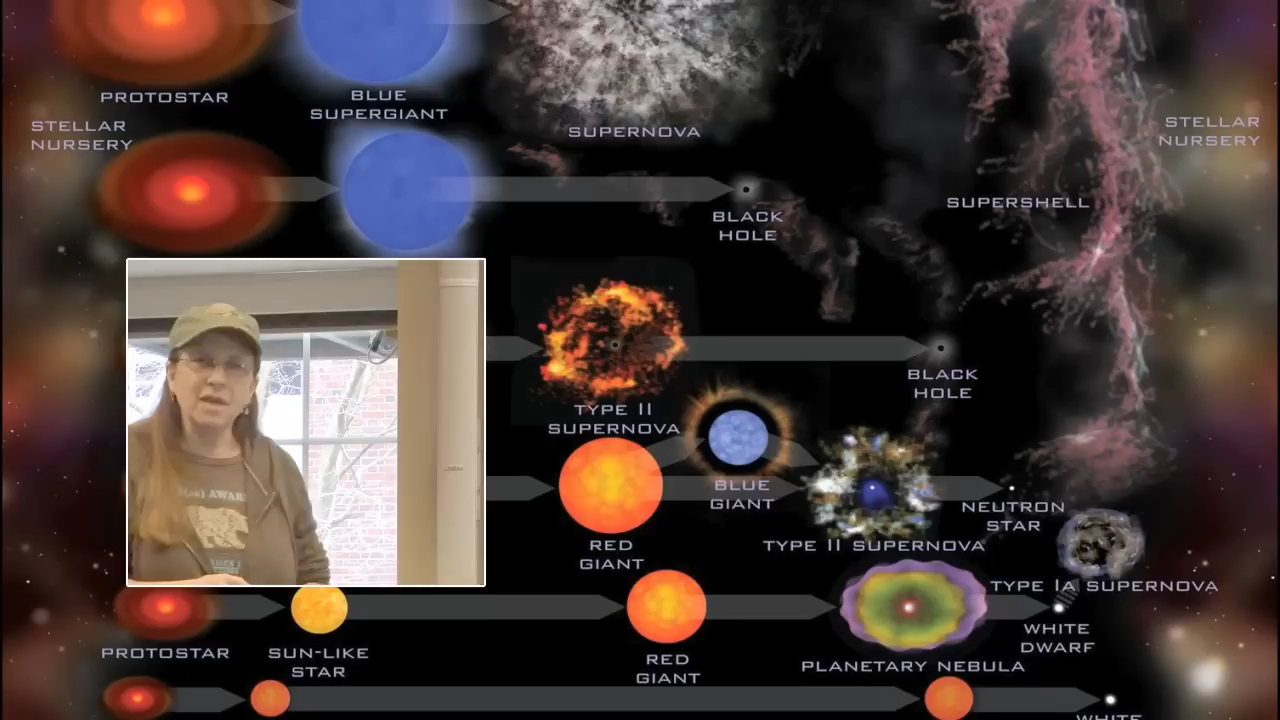 PROTOSTAR
BLUE
SUPERGIANT
SUPERNOVA
STELLAR
NURSERY
STELLAR
NURSERY
BLACK
HOLE
SUPERSHELL
BLACK
HOLE
TYPE II
SUPERNOVA
BLUE
GIANT
NEUTRON
STAR
RED
GIANT
TYPE II SUPERNOVA
TYPE IA SUPERNOVA
WHITE
DWARF
PROTOSTAR
SUN-LIKE
STAR
RED
GIANT
PLANETARY NEBULA
WHITE